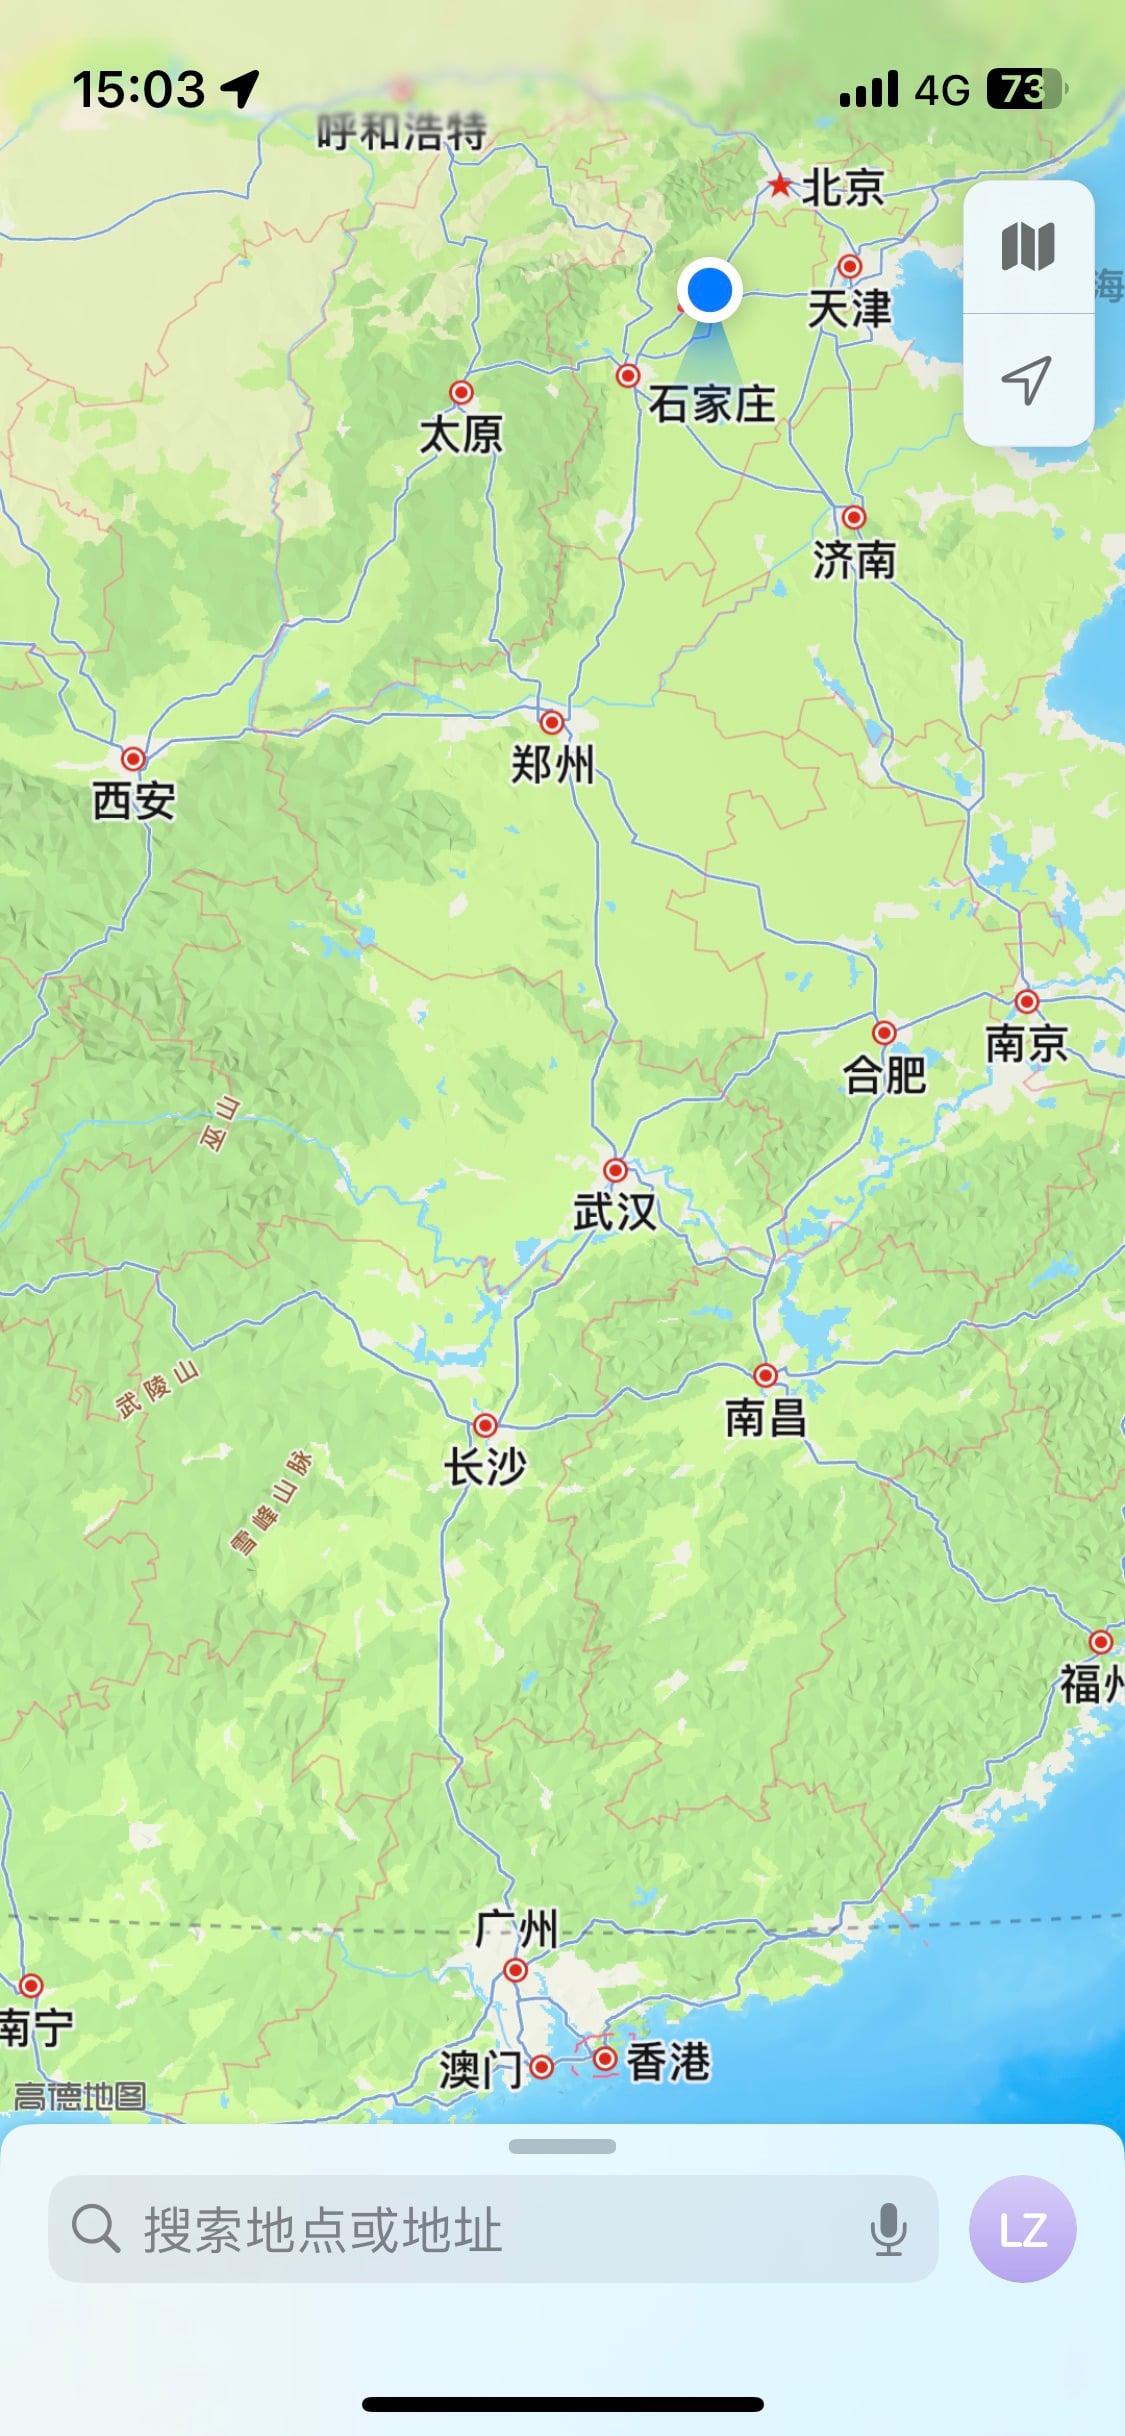 15:03
4G
73
呼和浩特
北京
海
天津
石家庄
太原
济南
郑州
西安
南京
合肥
巫山
武汉
武陵山
南昌
长沙
雪峰山脉
福州
广州
南宁
澳门
香港
高德地图
搜索地点或地址
LZ